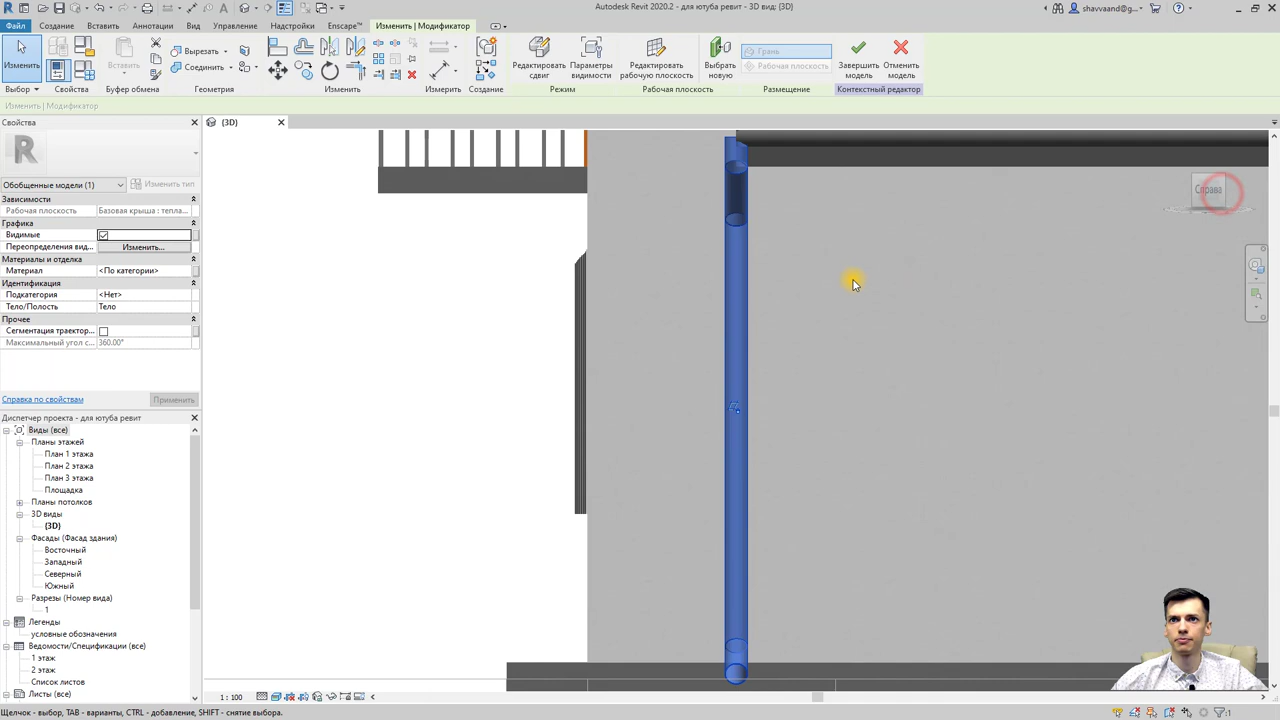 Autodesk Revit 2020.2 - для ютуба ревит - 3D вид: {3D}
shavvaand@g...
Файл Создание Вставить Аннотации Вид Управление Надстройки Enscape™ Изменить | Модификатор
Изменить Вставить Вырезать Соединить Редактировать сдвиг Параметры видимости Редактировать рабочую плоскость Выбрать новую Грань Рабочая плоскость Завершить модель Отменить модель
Выбор Свойства Буфер обмена Геометрия Изменить Измерить Создание Режим Рабочая плоскость Размещение Контекстный редактор
Изменить | Модификатор
Свойства
{3D}
Обобщенные модели (1) Изменить тип
Зависимости
Рабочая плоскость Базовая крыша : тепла...
Графика
Видимые
Переопределения вид... Изменить...
Материалы и отделка
Материал <По категории>
Идентификация
Подкатегория <Нет>
Тело/Полость Тело
Прочее
Сегментация траектор...
Максимальный угол с... 360.00°
Справка по свойствам Применить
Диспетчер проекта - для ютуба ревит
Виды (все)
Планы этажей
План 1 этажа
План 2 этажа
План 3 этажа
Площадка
Планы потолков
3D виды
{3D}
Фасады (Фасад здания)
Восточный
Западный
Северный
Южный
Разрезы (Номер вида)
1
Легенды
условные обозначения
Ведомости/Спецификации (все)
1 этаж
2 этаж
Список листов
Листы (все)
Справа
1 : 100
Щелчок - выбор, TAB - варианты, CTRL - добавление, SHIFT - снятие выбора.
:1